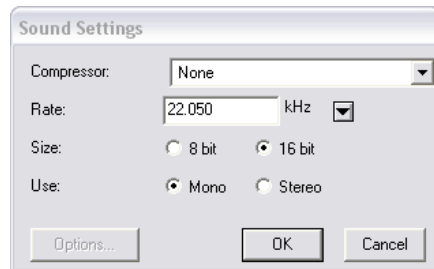 Sound Settings
Compressor: None
Rate: 22.050 kHz
Size: 8 bit 16 bit
Use: Mono Stereo
Options... OK Cancel